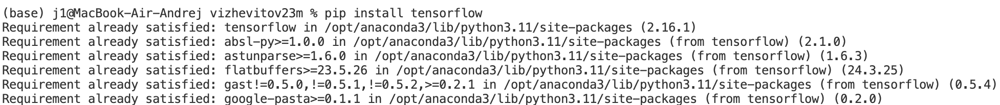 (base) j1@MacBook-Air-Andrej vizhevitov23m % pip install tensorflow
Requirement already satisfied: tensorflow in /opt/anaconda3/lib/python3.11/site-packages (2.16.1)
Requirement already satisfied: absl-py>=1.0.0 in /opt/anaconda3/lib/python3.11/site-packages (from tensorflow) (2.1.0)
Requirement already satisfied: astunparse>=1.6.0 in /opt/anaconda3/lib/python3.11/site-packages (from tensorflow) (1.6.3)
Requirement already satisfied: flatbuffers>=23.5.26 in /opt/anaconda3/lib/python3.11/site-packages (from tensorflow) (24.3.25)
Requirement already satisfied: gast!=0.5.0,!=0.5.1,!=0.5.2,>=0.2.1 in /opt/anaconda3/lib/python3.11/site-packages (from tensorflow) (0.5.4)
Requirement already satisfied: google-pasta>=0.1.1 in /opt/anaconda3/lib/python3.11/site-packages (from tensorflow) (0.2.0)